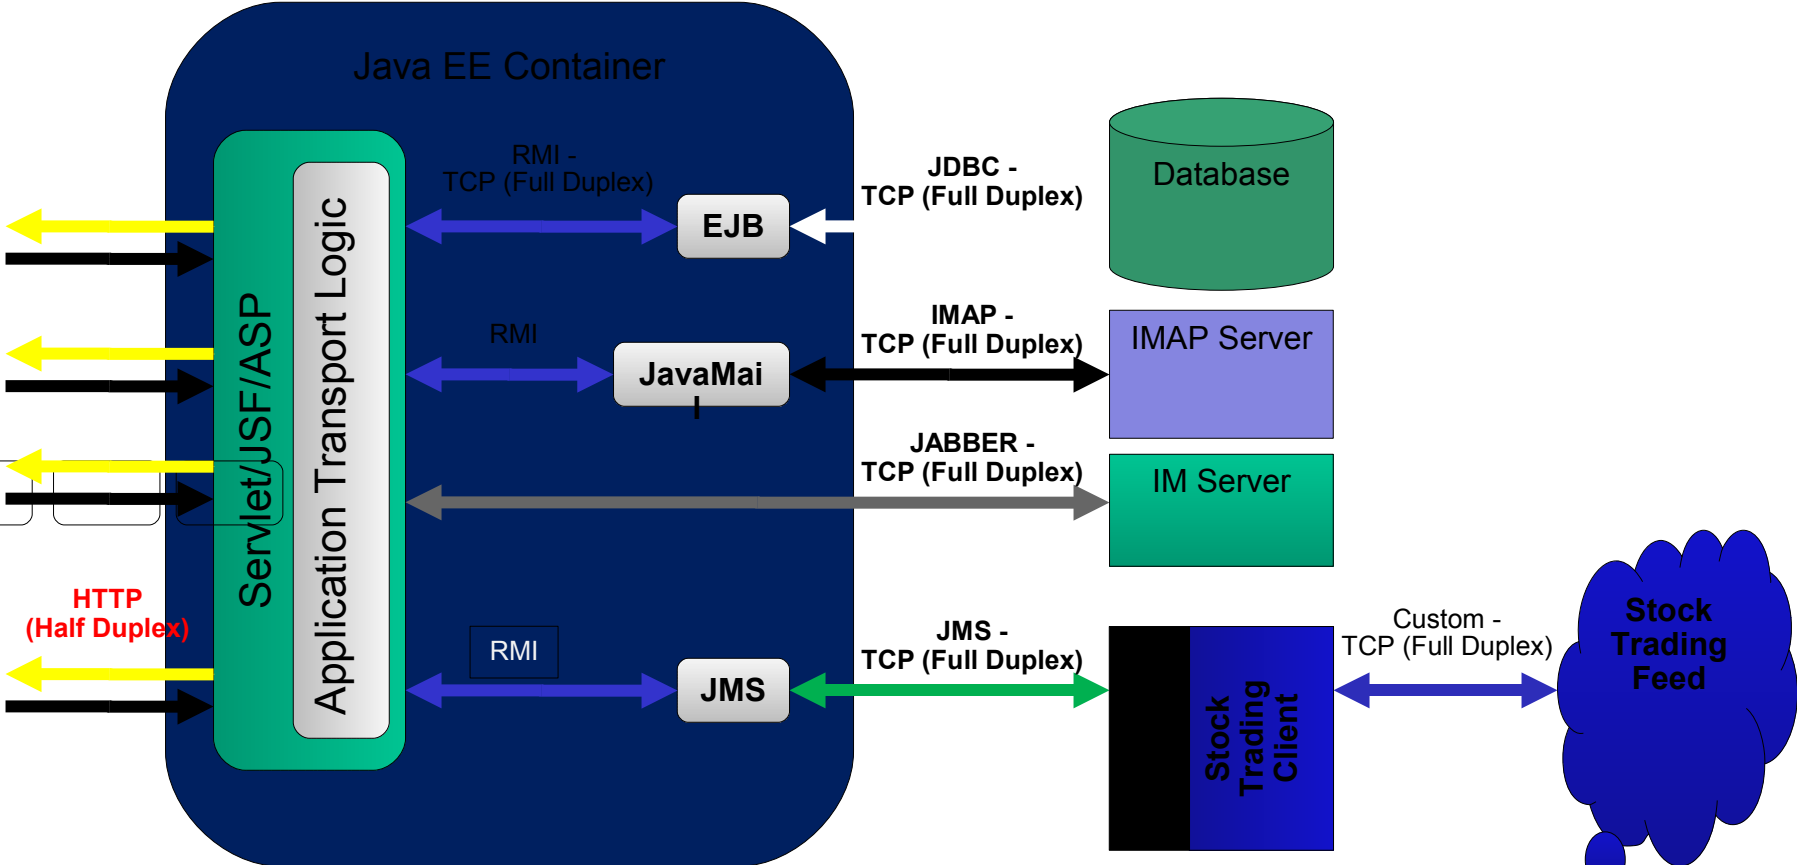 Java EE Container
RMI -
TCP (Full Duplex)
EJB
JDBC -
TCP (Full Duplex)
Database
Servlet/JSF/ASP
Application Transport Logic
RMI
JavaMai
l
IMAP -
TCP (Full Duplex)
IMAP Server
JABBER -
TCP (Full Duplex)
IM Server
HTTP
(Half Duplex)
RMI
JMS
JMS -
TCP (Full Duplex)
Stock
Trading
Client
Custom -
TCP (Full Duplex)
Stock
Trading
Feed